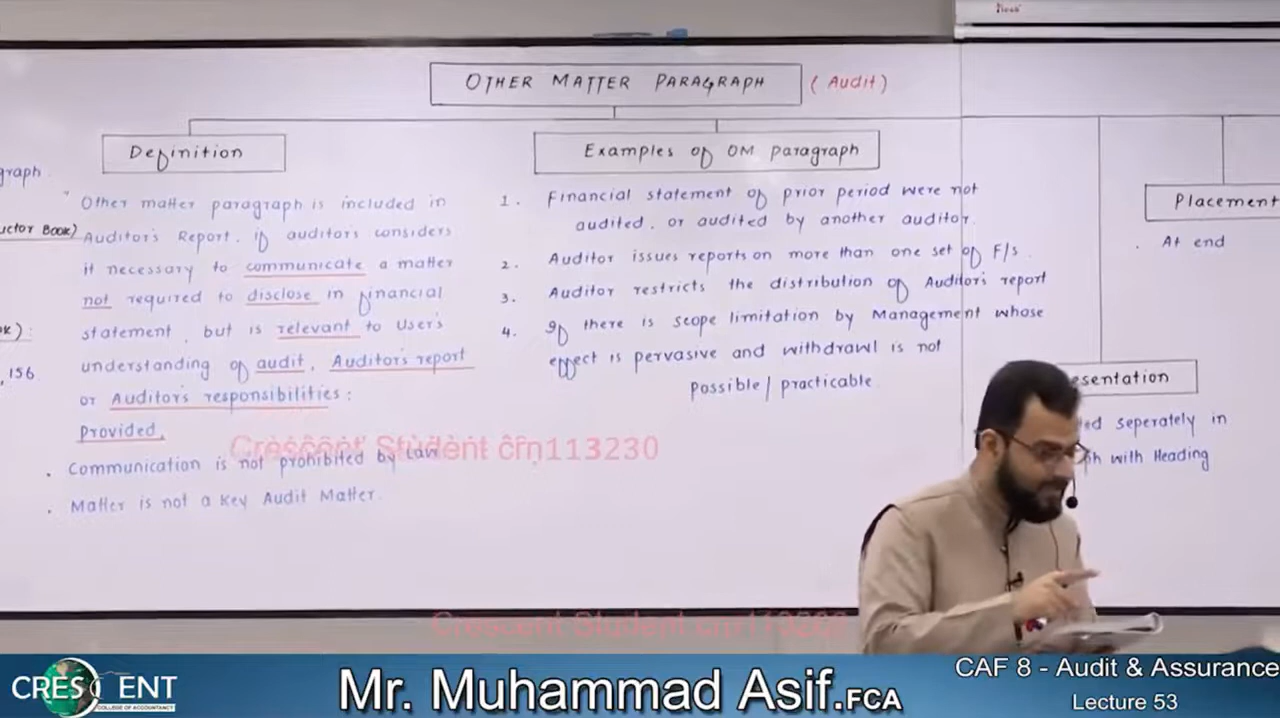 OTHER MATTER PARAGRAPH (Audit)
Definition
Other matter paragraph is included in
Auditor's Report, if auditors considers
it necessary to communicate a matter
not required to disclose in financial
statement, but is relevant to User's
understanding of audit, Auditor's report
or Auditor's responsibilities:
Provided,
. Communication is not prohibited by Law
. Matter is not a Key Audit Matter.
Examples of OM paragraph
1. Financial statement of prior period were not
audited, or audited by another auditor.
2. Auditor issues reports on more than one set of F/s.
3. Auditor restricts the distribution of Auditor's report
4. If there is scope limitation by Management whose
effect is pervasive and withdrawl is not
possible/practicable.
Placement
. At end
esentation
ed seperately in
ph with Heading
graph.
uctor Book)
k):
,156
Crescent Student crn113230
Crescent Student
CRESCENT
COLLEGE OF ACCOUNTANCY
Mr. Muhammad Asif.FCA
CAF 8 - Audit & Assurance
Lecture 53